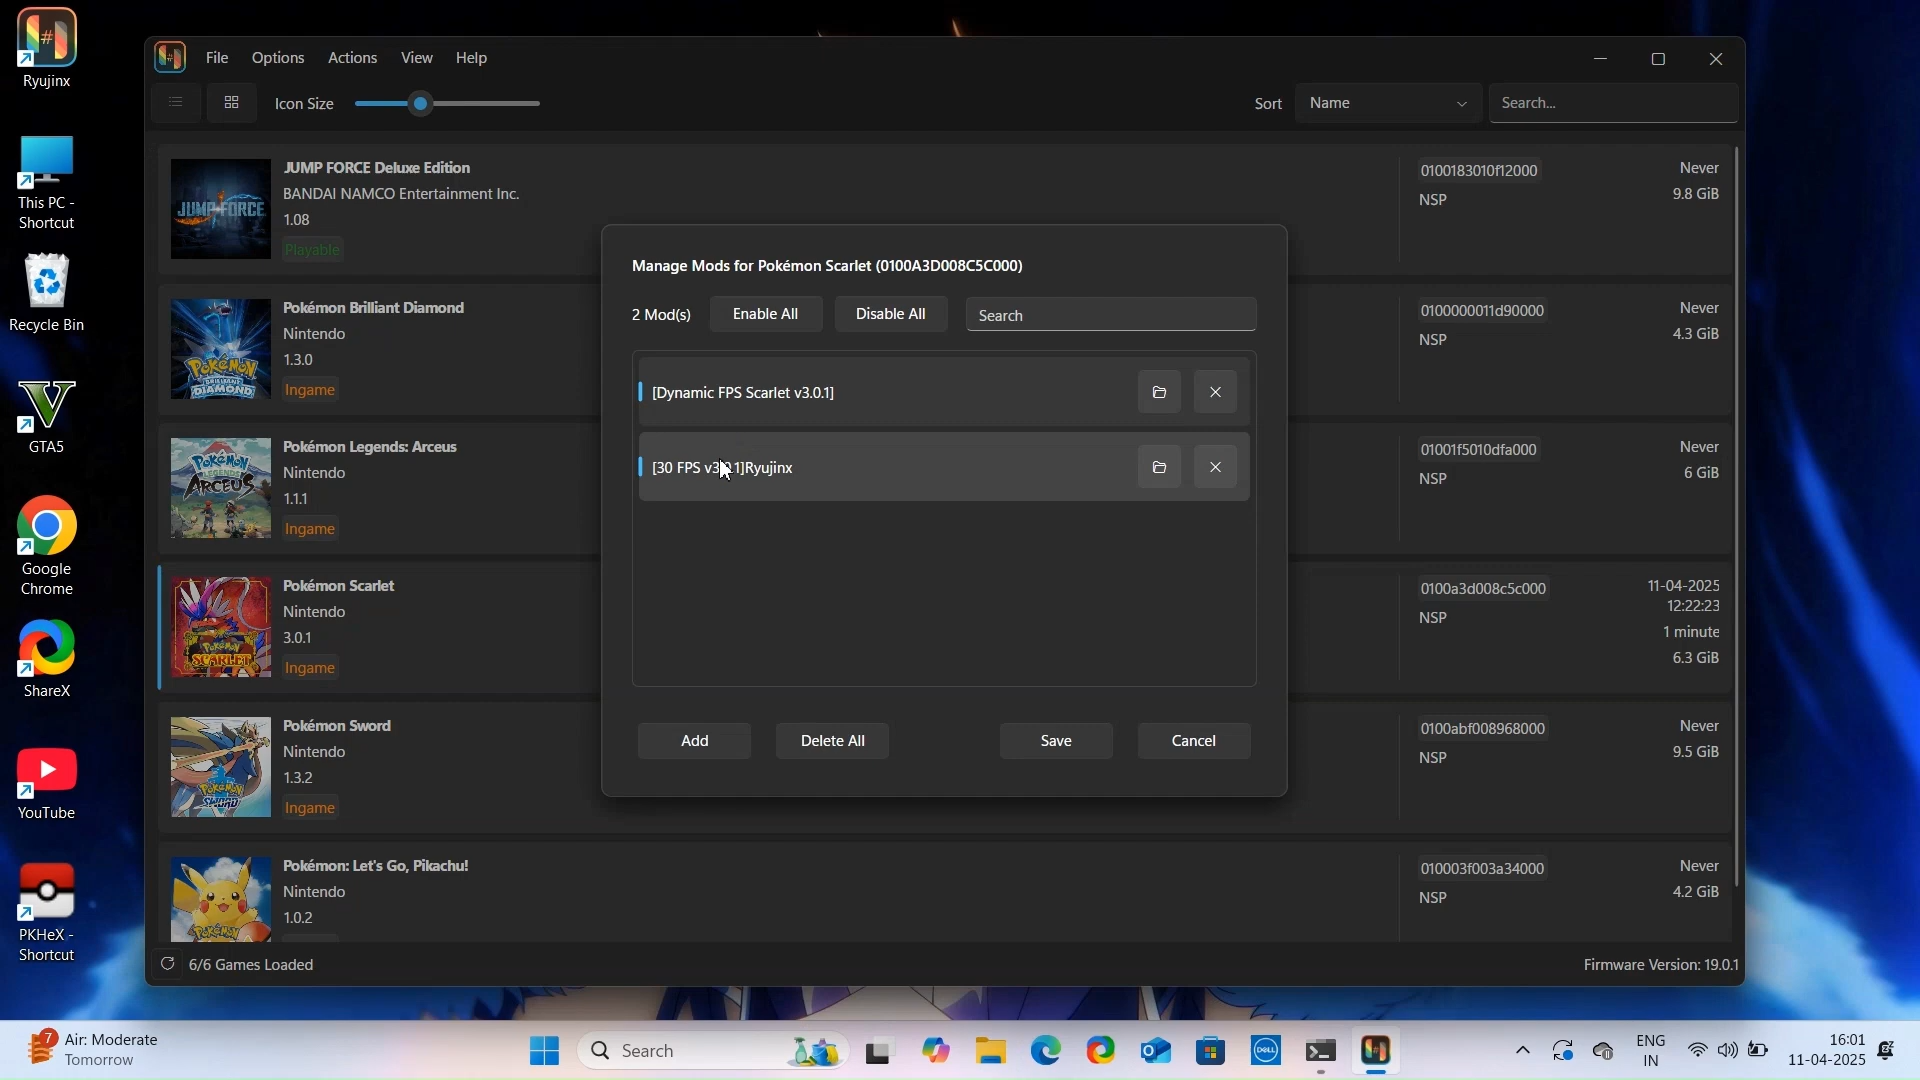 Ryujinx
This PC -
Shortcut
Recycle Bin
GTA5
Google
Chrome
ShareX
YouTube
PKHeX -
Shortcut
File
Options
Actions
View
Help
Icon Size
Sort
Name
Search...
JUMP FORCE Deluxe Edition
BANDAI NAMCO Entertainment Inc.
1.08
Playable
0100183010f12000
NSP
Never
9.8 GiB
Pokémon Brilliant Diamond
Nintendo
1.3.0
Ingame
0100000011d90000
NSP
Never
4.3 GiB
Pokémon Legends: Arceus
Nintendo
1.1.1
Ingame
01001f5010dfa000
NSP
Never
6 GiB
Pokémon Scarlet
Nintendo
3.0.1
Ingame
0100a3d008c5c000
NSP
11-04-2025
12:22:23
1 minute
6.3 GiB
Pokémon Sword
Nintendo
1.3.2
Ingame
0100abf008968000
NSP
Never
9.5 GiB
Pokémon: Let's Go, Pikachu!
Nintendo
1.0.2
010003f003a34000
NSP
Never
4.2 GiB
Manage Mods for Pokémon Scarlet (0100A3D008C5C000)
2 Mod(s)
Enable All
Disable All
Search
[Dynamic FPS Scarlet v3.0.1]
[30 FPS v3.0.1]Ryujinx
Add
Delete All
Save
Cancel
6/6 Games Loaded
Firmware Version: 19.0.1
7
Air: Moderate
Tomorrow
Search
ENG
IN
16:01
11-04-2025